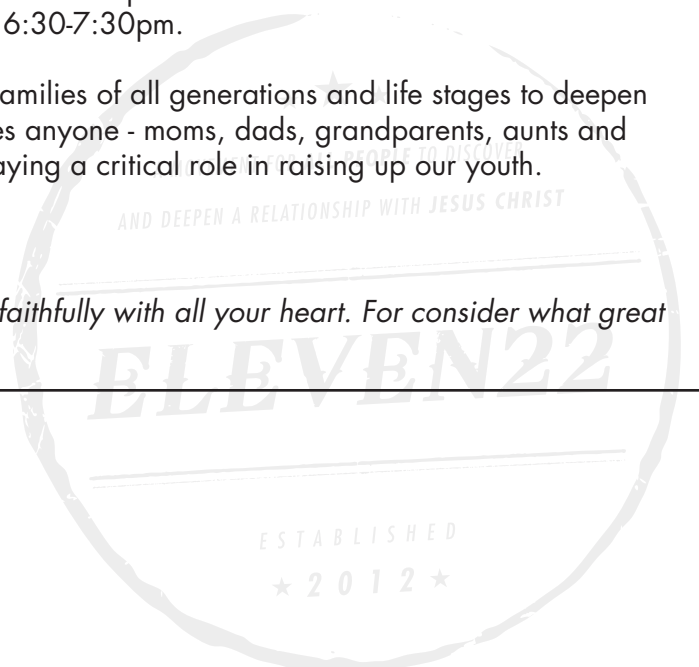 6:30-7:30pm.
amilies of all generations and life stages to deepen
es anyone - moms, dads, grandparents, aunts and
aying a critical role in raising up our youth.
FOR ALL PEOPLE TO DISCOVER
AND DEEPEN A RELATIONSHIP WITH JESUS CHRIST
faithfully with all your heart. For consider what great
ELEVEN22
ESTABLISHED
★ 2012 ★